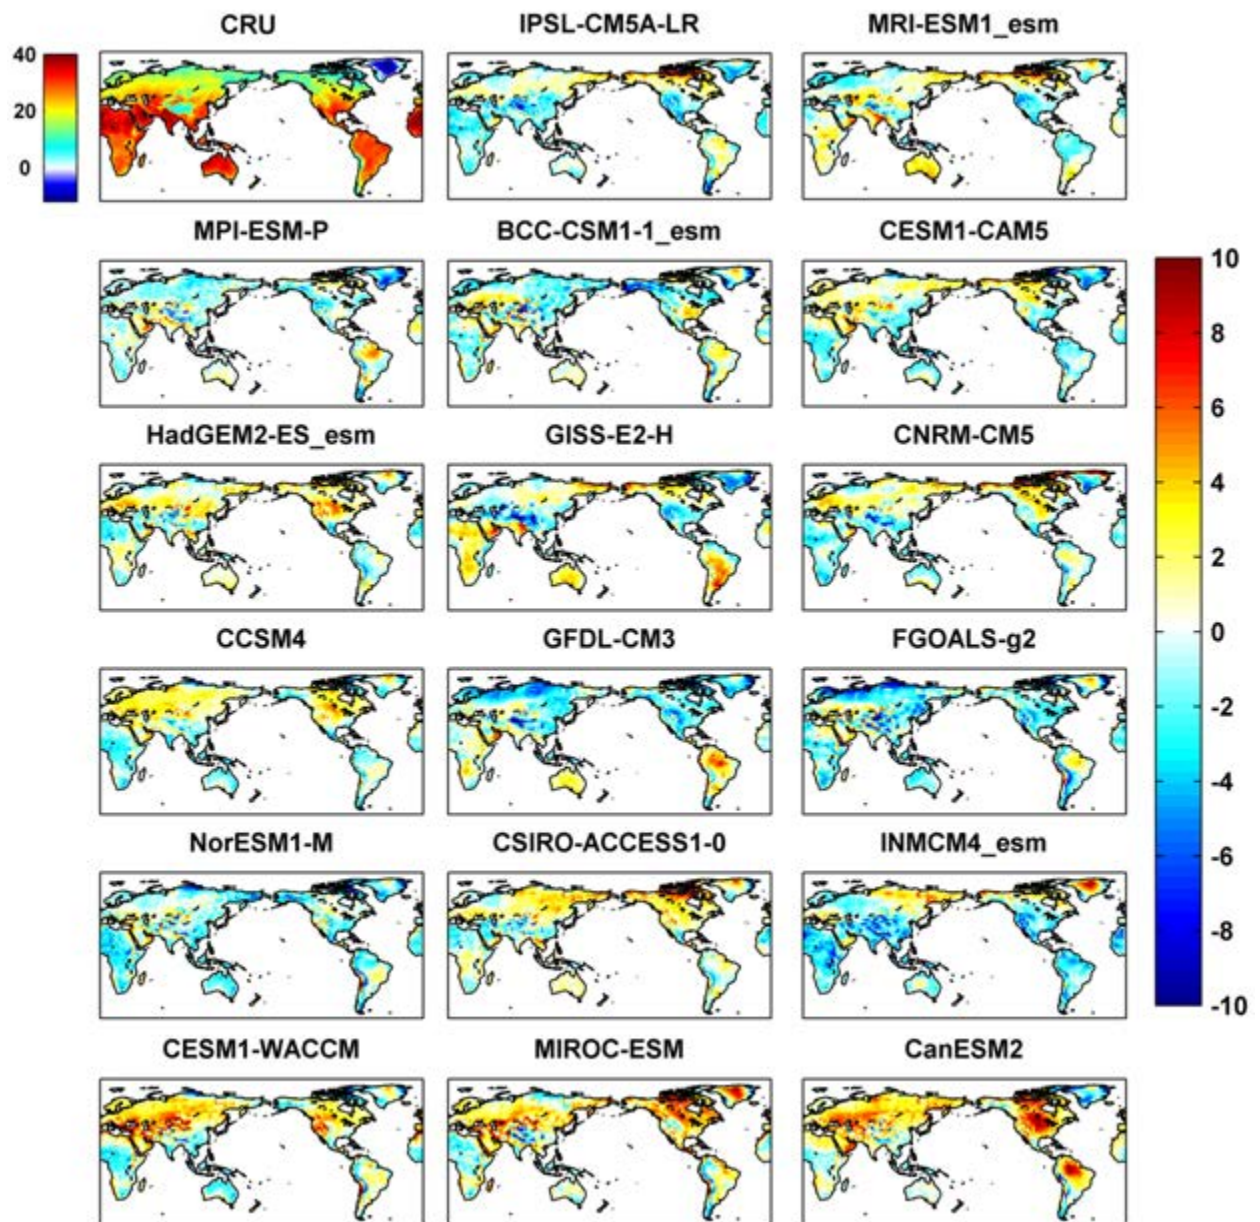 CRU IPSL-CM5A-LR MRI-ESM1_esm
40
20
0
MPI-ESM-P BCC-CSM1-1_esm CESM1-CAM5
10
8
6
4
2
0
-2
-4
-6
-8
-10
HadGEM2-ES_esm GISS-E2-H CNRM-CM5
CCSM4 GFDL-CM3 FGOALS-g2
NorESM1-M CSIRO-ACCESS1-0 INMCM4_esm
CESM1-WACCM MIROC-ESM CanESM2